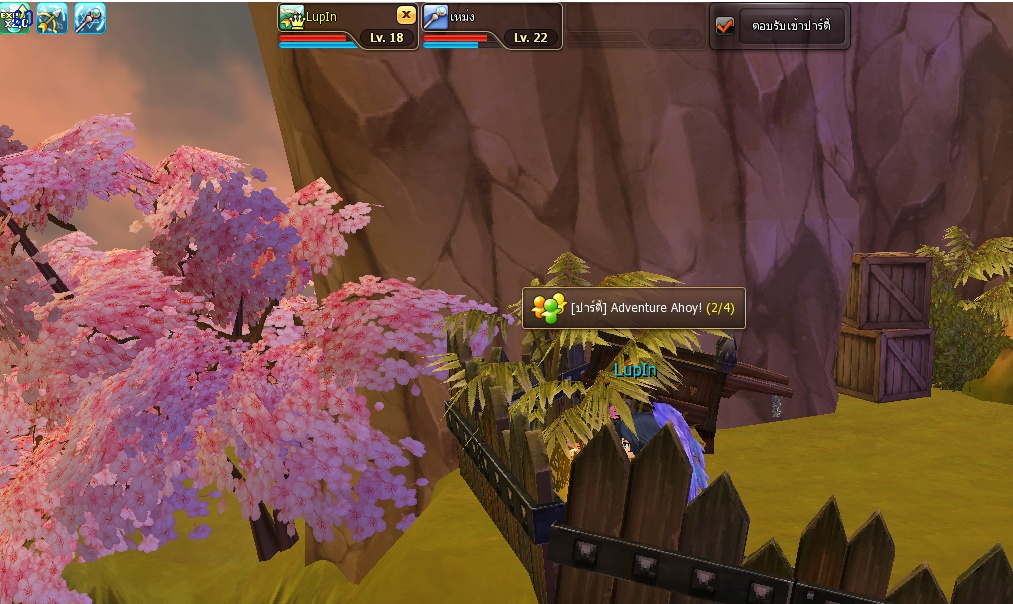 LupIn
Lv. 18
เหม่ง
Lv. 22
ตอบรับเข้าปาร์ตี้
[ปาร์ตี้] Adventure Ahoy! (2/4)
LupIn